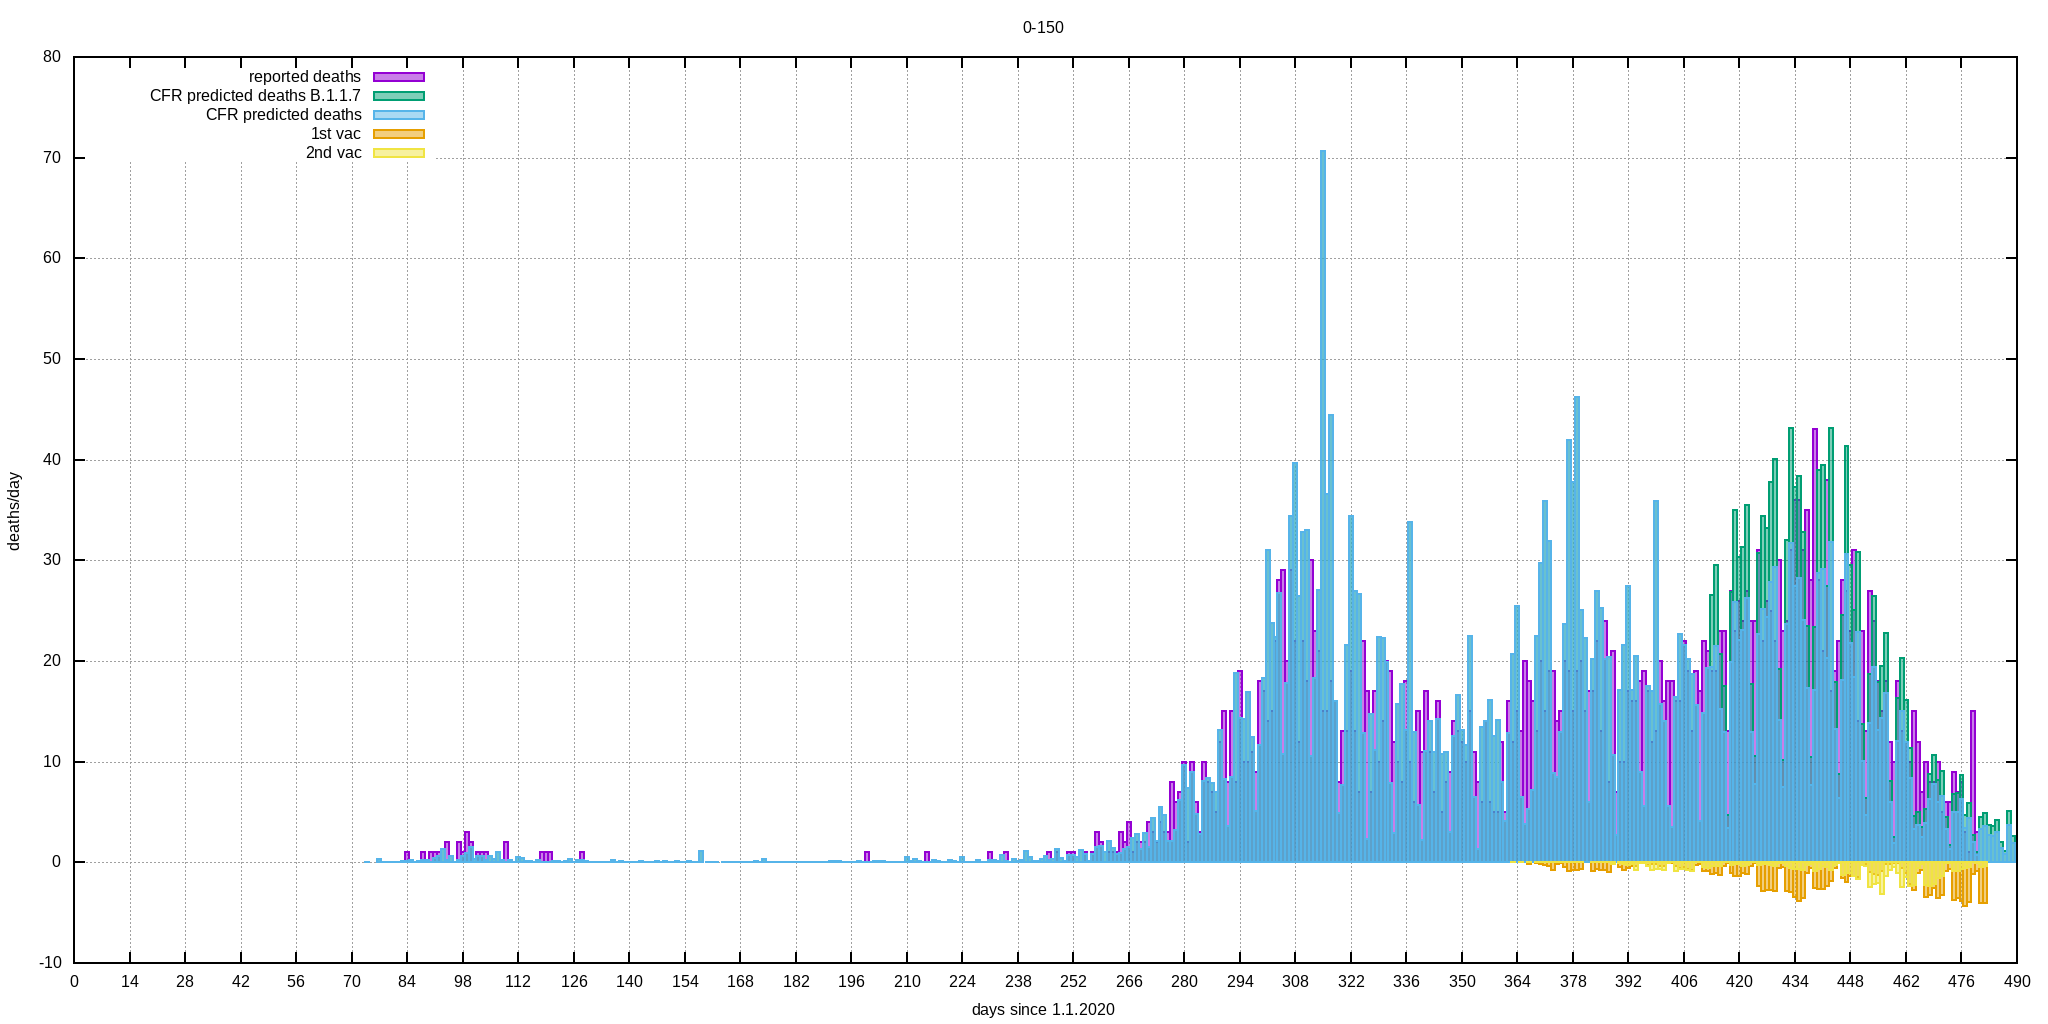 0-150
80
70
60
50
40
30
20
10
0
-10
deaths/day
reported deaths
CFR predicted deaths B.1.1.7
CFR predicted deaths
1st vac
2nd vac
0 14 28 42 56 70 84 98 112 126 140 154 168 182 196 210 224 238 252 266 280 294 308 322 336 350 364 378 392 406 420 434 448 462 476 490
days since 1.1.2020